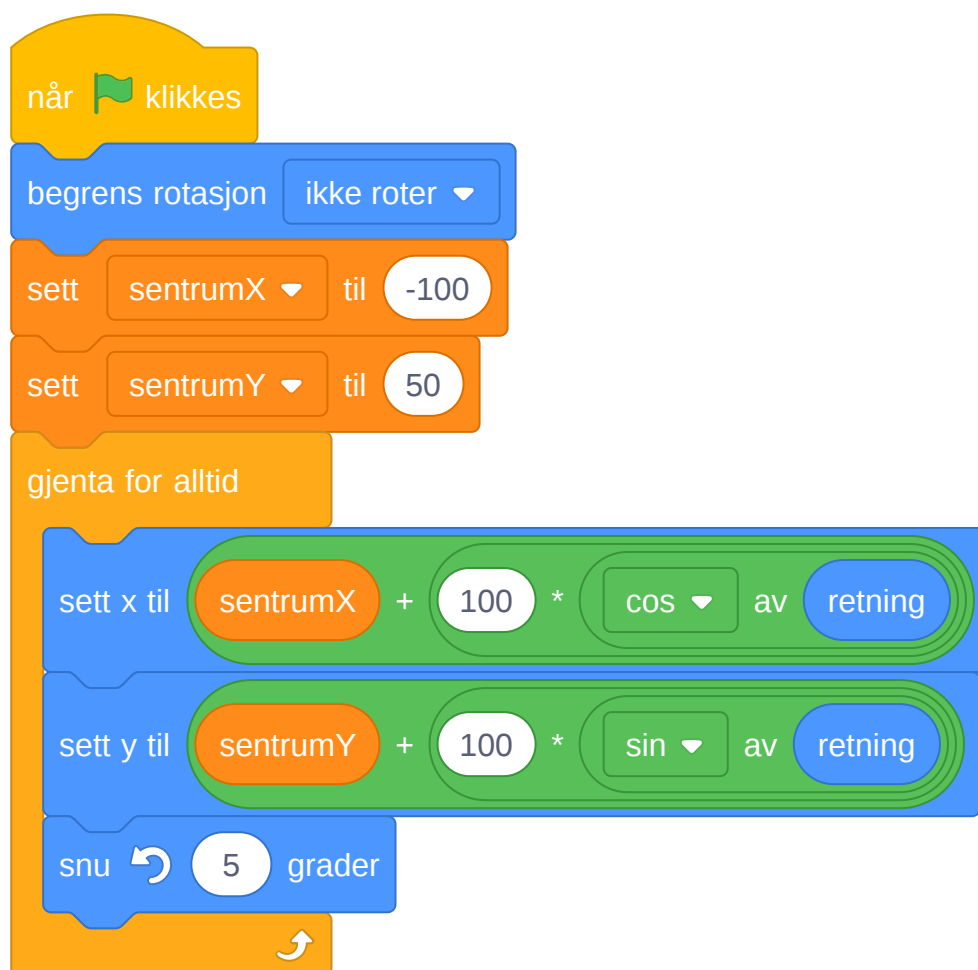 når klikkes
begrens rotasjon ikke roter
sett sentrumX til -100
sett sentrumY til 50
gjenta for alltid
sett x til sentrumX + 100 * cos av retning
sett y til sentrumY + 100 * sin av retning
snu 5 grader